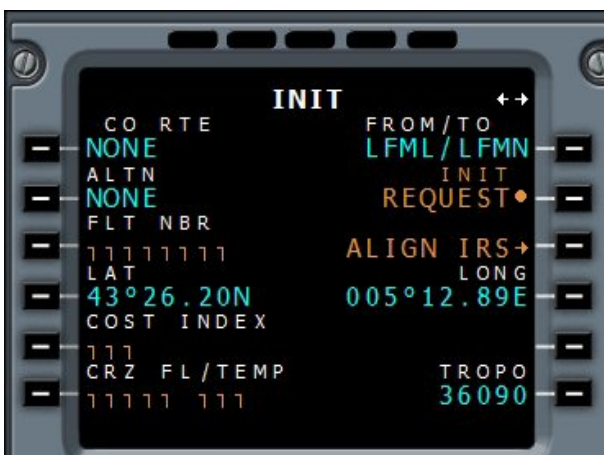 INIT ←→
CO RTE FROM/TO
NONE LFML/LFMN
ALTN INIT
NONE REQUEST•
FLT NBR
ALIGN IRS→
LAT LONG
43°26.20N 005°12.89E
COST INDEX
CRZ FL/TEMP TROPO
36090